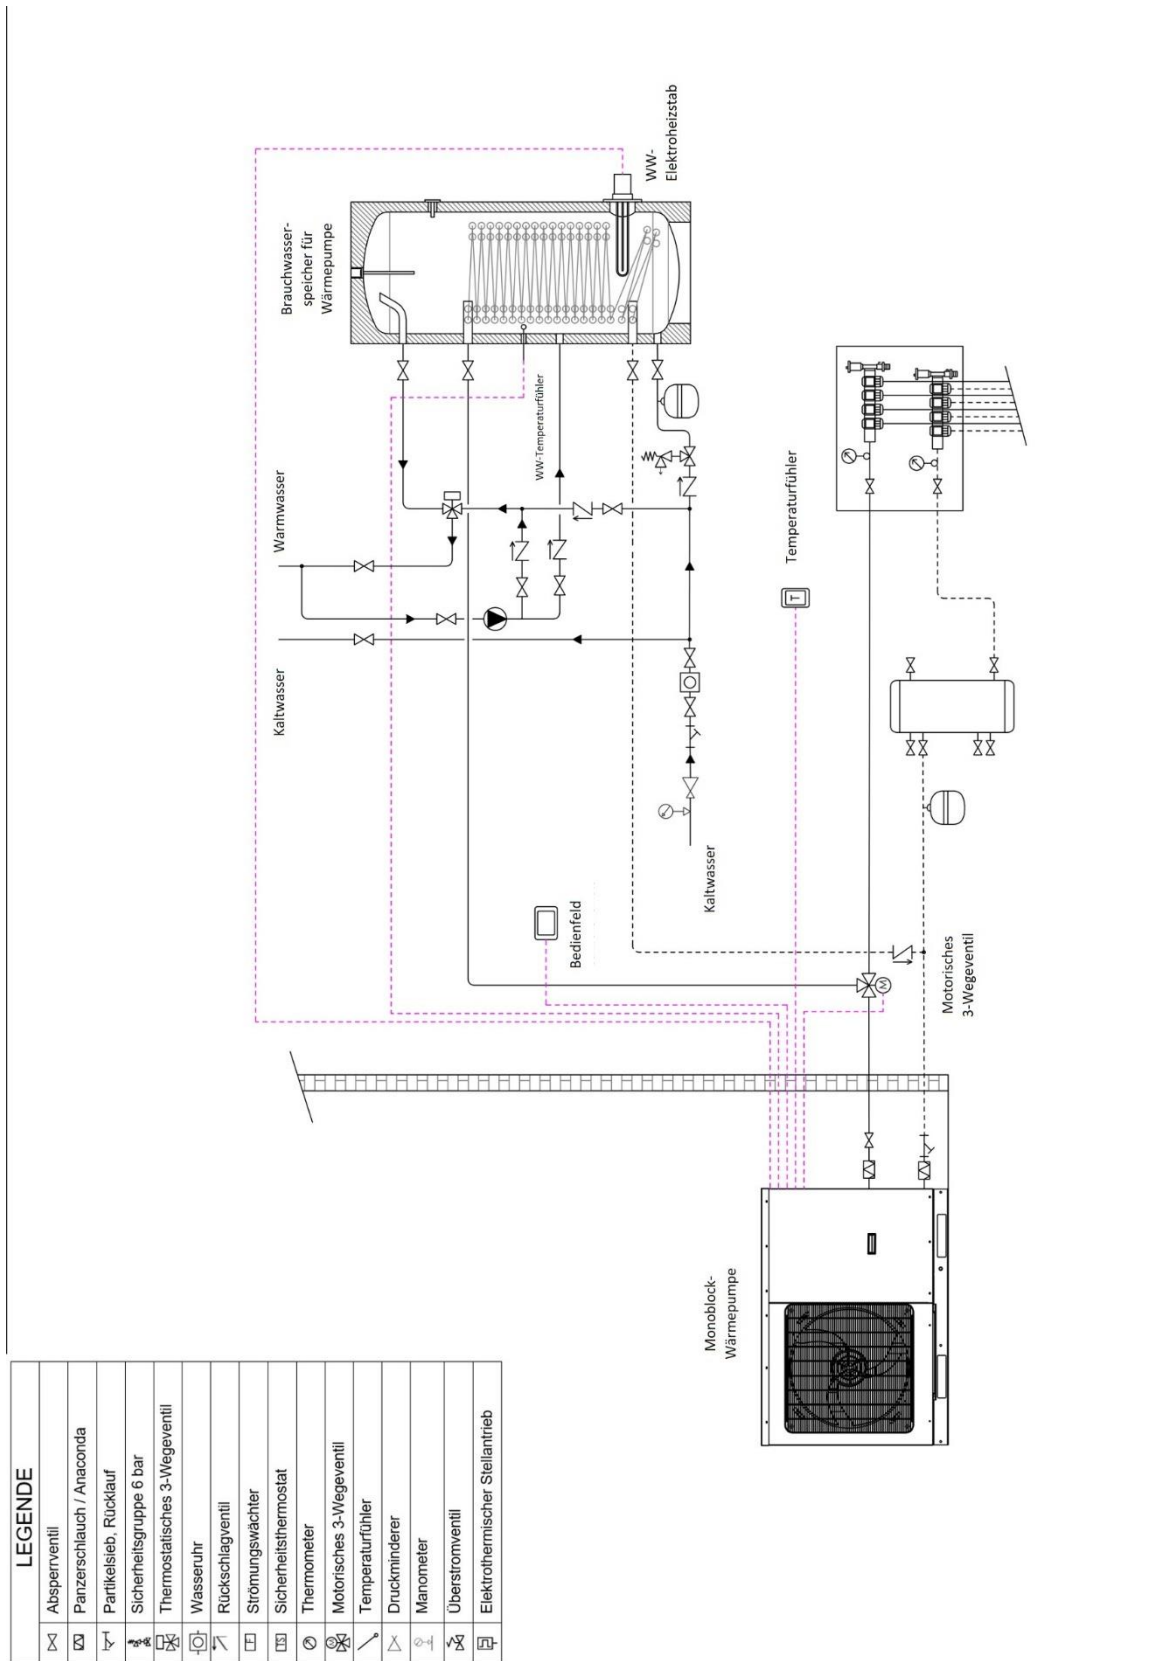 Brauchwasser-
speicher für
Wärmepumpe
WW-
Elektroheizstab
WW-Temperaturfühler
Warmwasser
Kaltwasser
Kaltwasser
Bedienfeld
Temperaturfühler
T
M
Motorisches
3-Wegeventil
Monoblock-
Wärmepumpe
LEGENDE
Absperrventil
Panzerschlauch / Anaconda
Partikelsieb, Rücklauf
Sicherheitsgruppe 6 bar
Thermostatisches 3-Wegeventil
Wasseruhr
Rückschlagventil
F Strömungswächter
TS Sicherheitsthermostat
Thermometer
M Motorisches 3-Wegeventil
Temperaturfühler
Druckminderer
Manometer
Überstromventil
Elektrothermischer Stellantrieb